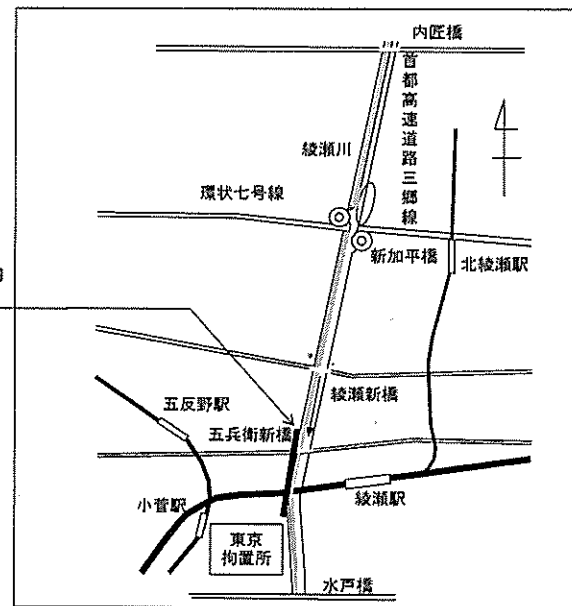 内匠橋
首都高速道路三郷線
綾瀬川
環状七号線
新加平橋
北綾瀬駅
綾瀬新橋
五反野駅
五兵衛新橋
綾瀬駅
小菅駅
東京
拘置所
水戸橋